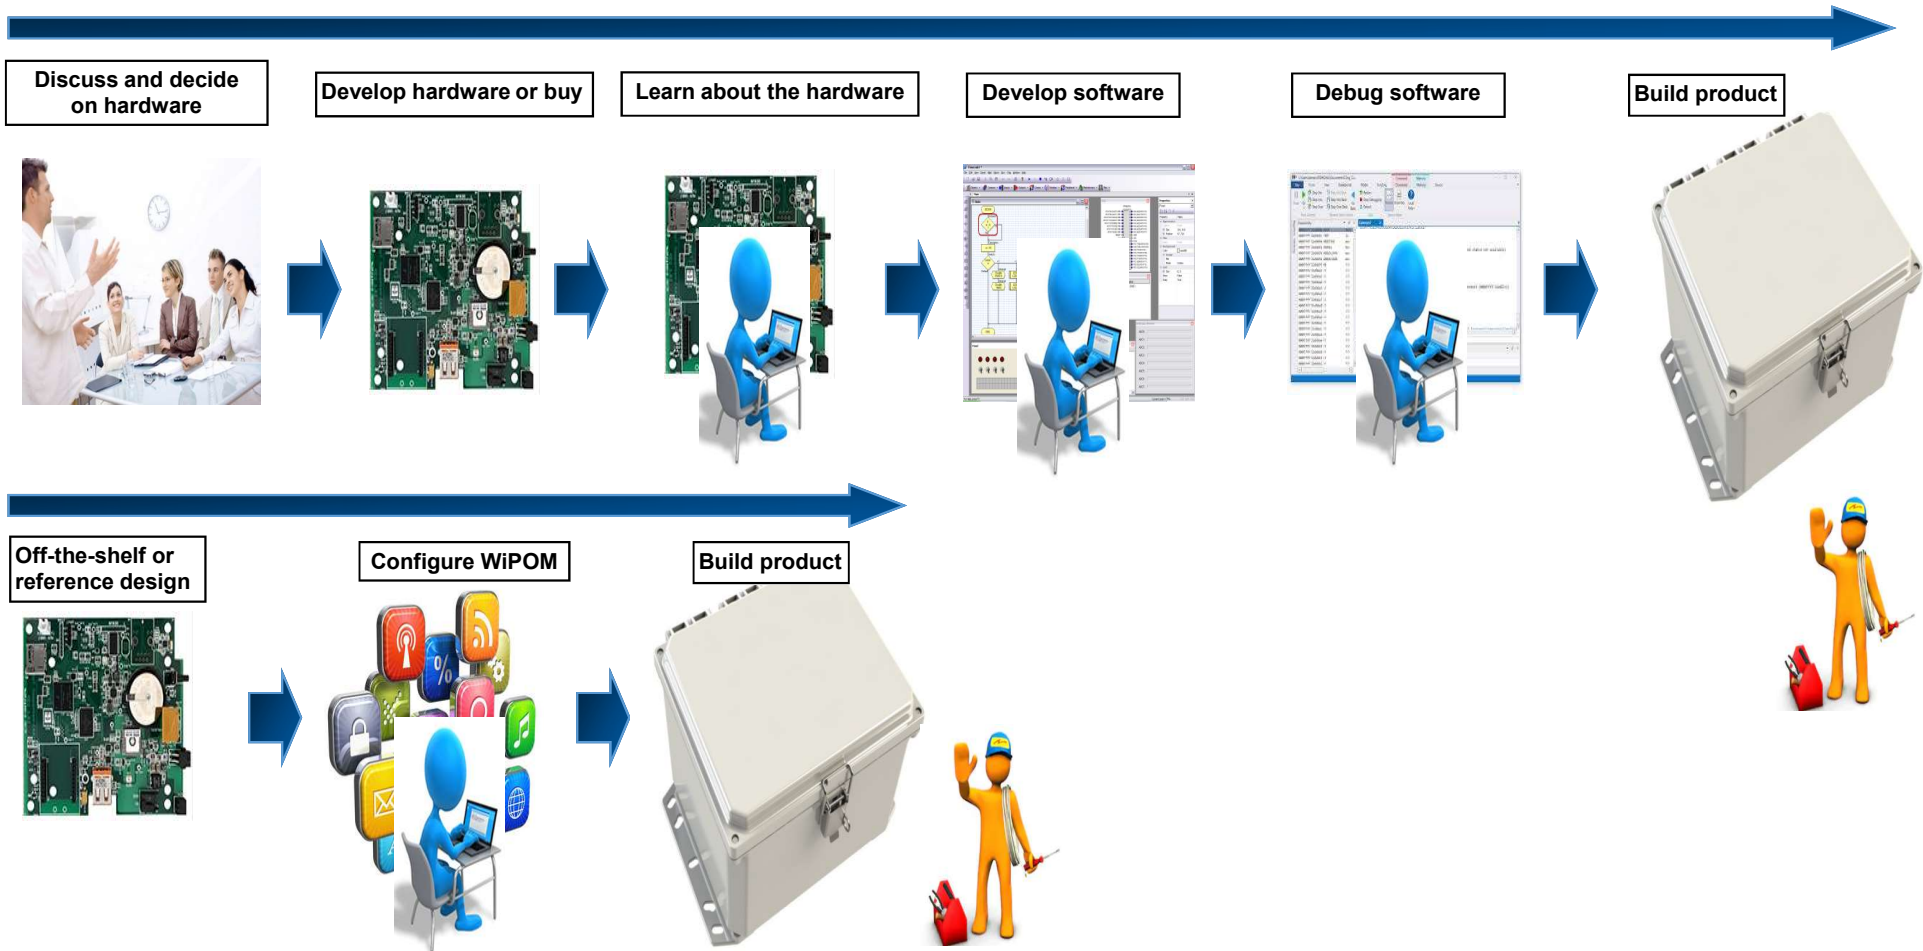 Discuss and decide
on hardware
Develop hardware or buy
Learn about the hardware
Develop software
Debug software
Build product
Off-the-shelf or
reference design
Configure WiPOM
Build product